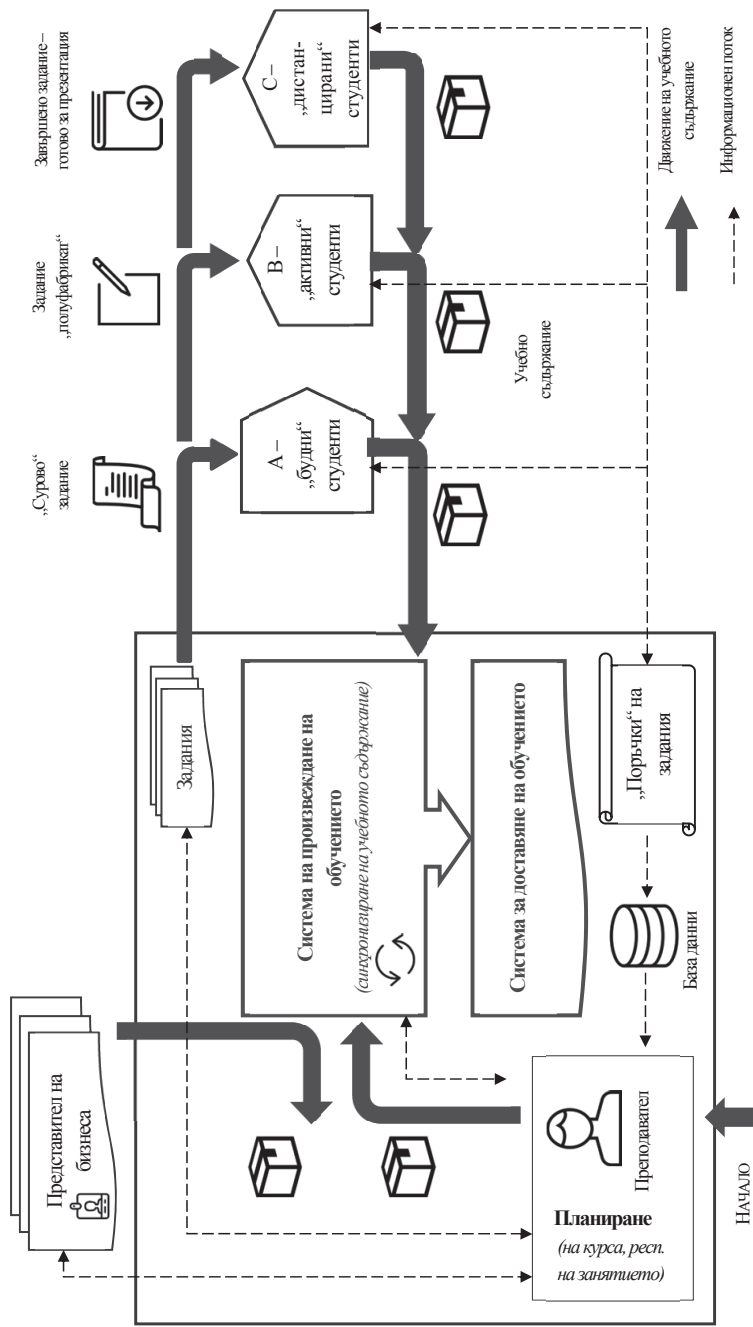 Представител на
бизнеса
Задания
„Сурово“
задание
Задание
„полуфабрикат“
Завършено задание –
готово за презентация
A –
„будни“
студенти
B –
„активни“
студенти
C –
„дистан-
цирани“
студенти
Система на произвеждане на
обучението
(синхронизиране на учебното съдържание)
Система за доставяне на обучението
Учебно
съдържание
Планиране
(на курса, респ.
на занятието)
Преподавател
База данни
„Поръчки“ на
задания
НАЧАЛО
Движение на учебното
съдържание
Информационен поток